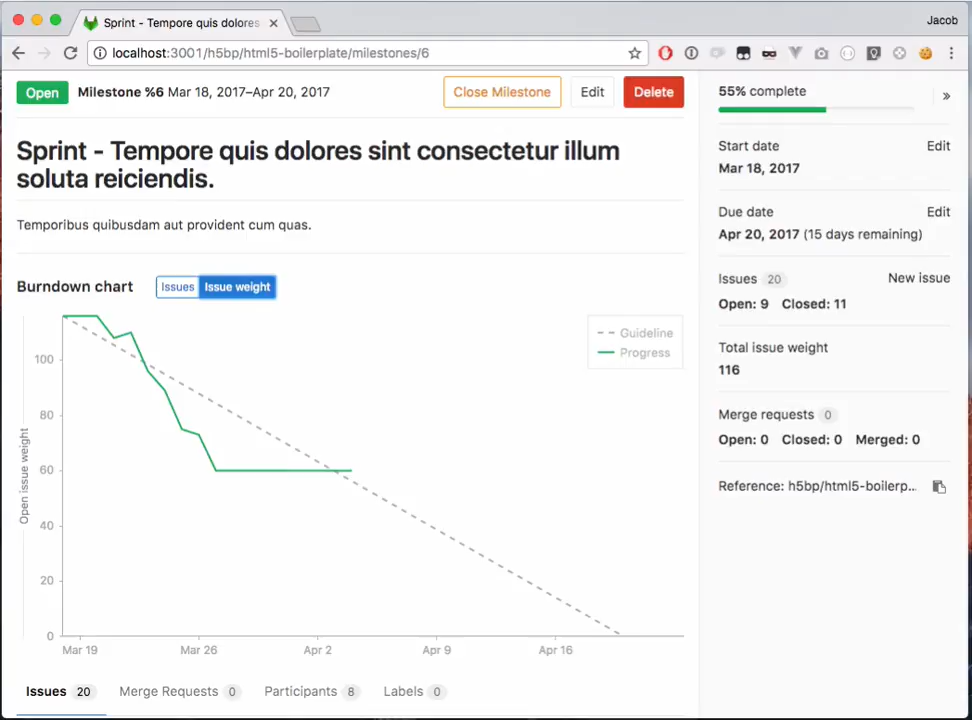 Sprint - Tempore quis dolores
Jacob
localhost:3001/h5bp/html5-boilerplate/milestones/6
Open Milestone %6 Mar 18, 2017–Apr 20, 2017 Close Milestone Edit Delete
Sprint - Tempore quis dolores sint consectetur illum
soluta reiciendis.
Temporibus quibusdam aut provident cum quas.
Burndown chart Issues Issue weight
Guideline
Progress
Open issue weight
100
80
60
40
20
0
Mar 19 Mar 26 Apr 2 Apr 9 Apr 16
Issues 20 Merge Requests 0 Participants 8 Labels 0
55% complete »
Start date Edit
Mar 18, 2017
Due date Edit
Apr 20, 2017 (15 days remaining)
Issues 20 New issue
Open: 9 Closed: 11
Total issue weight
116
Merge requests 0
Open: 0 Closed: 0 Merged: 0
Reference: h5bp/html5-boilerp...